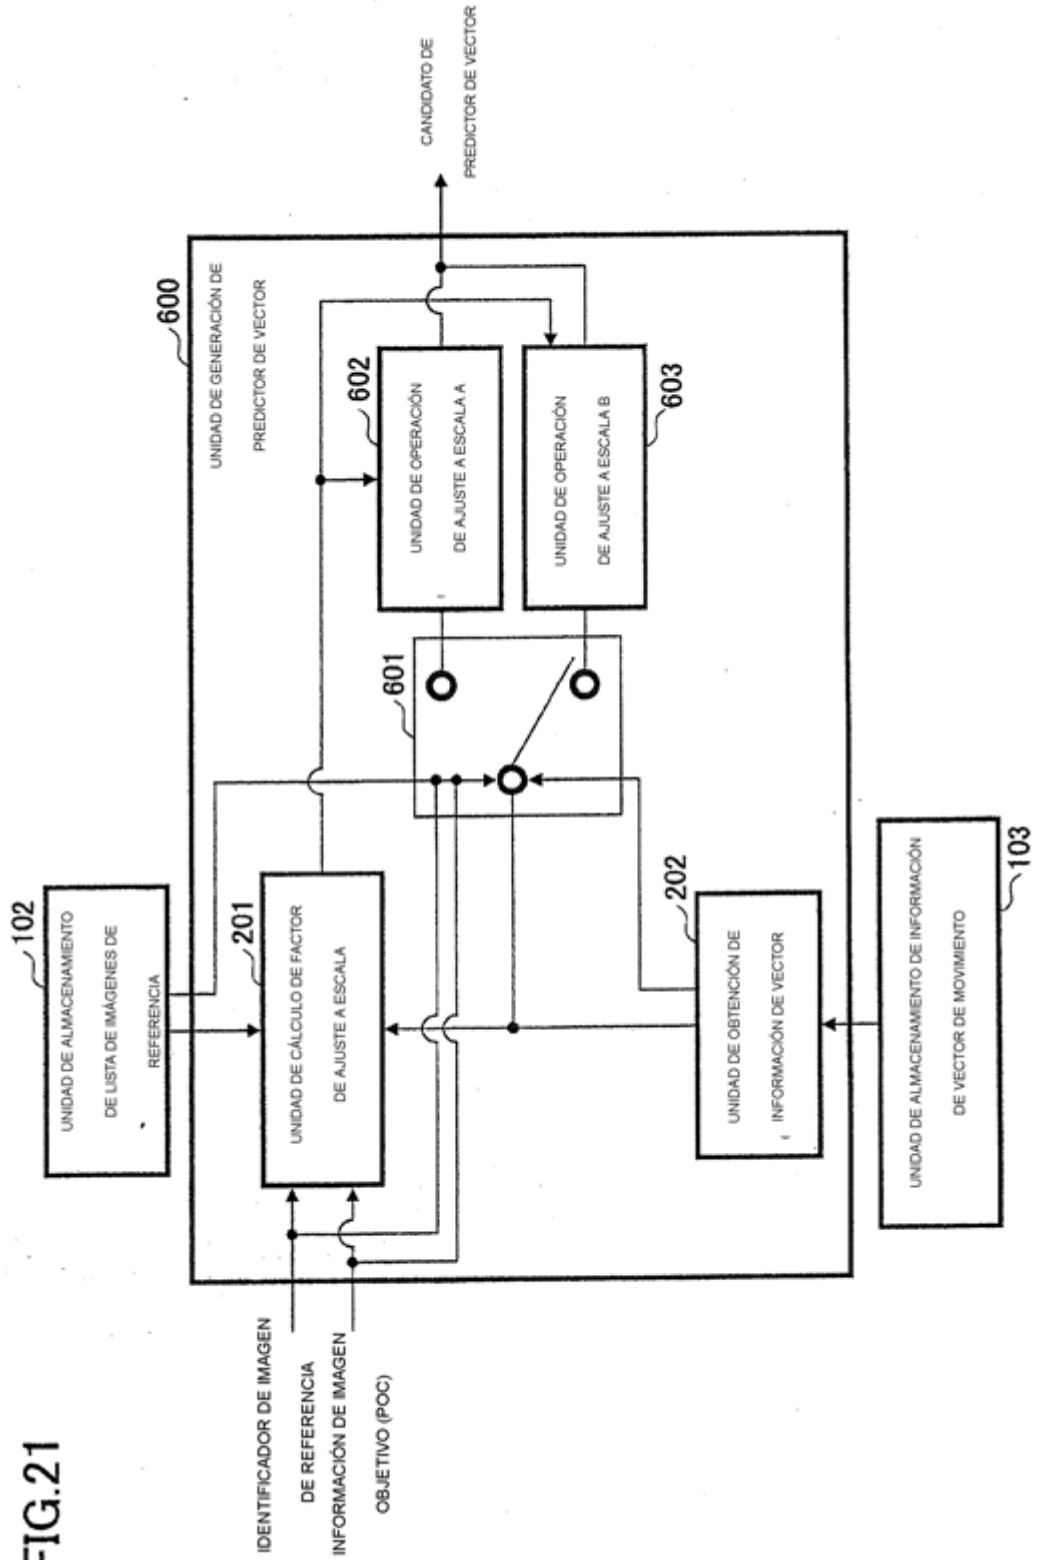 FIG.21
102
UNIDAD DE ALMACENAMIENTO
DE LISTA DE IMÁGENES DE
REFERENCIA
600
UNIDAD DE GENERACIÓN DE
PREDICTOR DE VECTOR
IDENTIFICADOR DE IMAGEN
DE REFERENCIA
INFORMACIÓN DE IMAGEN
OBJETIVO (POC)
201
UNIDAD DE CÁLCULO DE FACTOR
DE AJUSTE A ESCALA
601
602
UNIDAD DE OPERACIÓN
DE AJUSTE A ESCALA A
UNIDAD DE OPERACIÓN
DE AJUSTE A ESCALA B
603
CANDIDATO DE
PREDICTOR DE VECTOR
202
UNIDAD DE OBTENCIÓN DE
INFORMACIÓN DE VECTOR
UNIDAD DE ALMACENAMIENTO DE INFORMACIÓN
DE VECTOR DE MOVIMIENTO
103